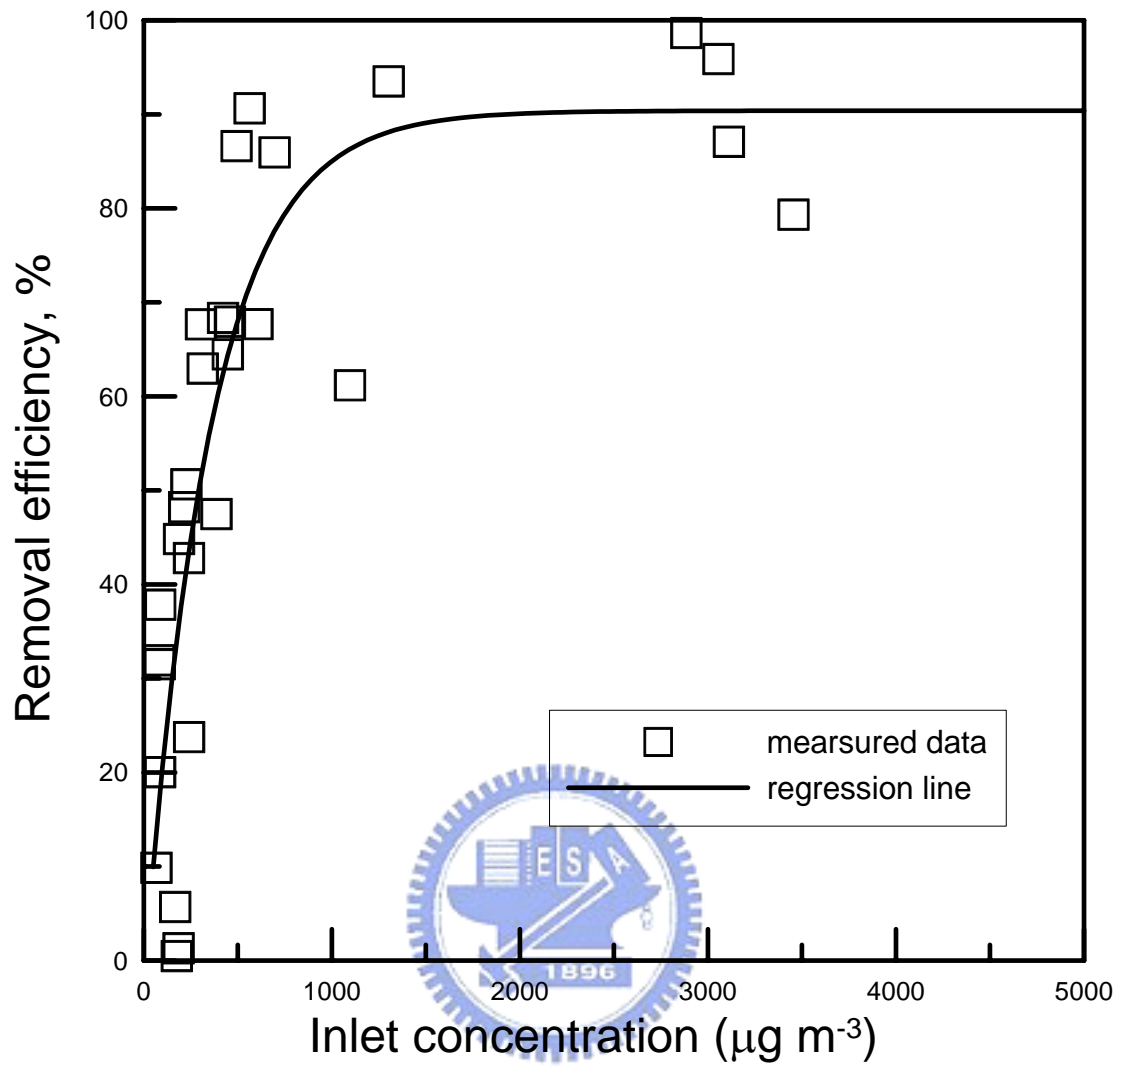 100
80
60
40
20
0
Removal efficiency, %
mearsured data
regression line
E S A
1896
0 1000 2000 3000 4000 5000
Inlet concentration (μg m-3)